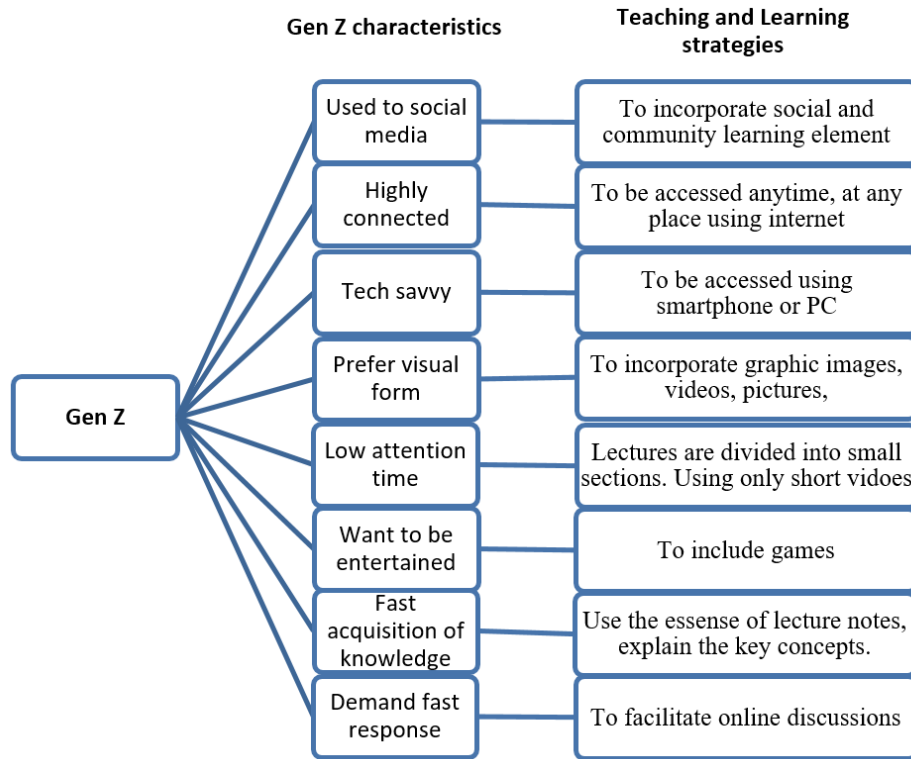 Gen Z characteristics
Teaching and Learning
strategies
Used to social
media
To incorporate social and
community learning element
Highly
connected
To be accessed anytime, at any
place using internet
Tech savvy
To be accessed using
smartphone or PC
Prefer visual
form
To incorporate graphic images,
videos, pictures,
Gen Z
Low attention
time
Lectures are divided into small
sections. Using only short vidoes
Want to be
entertained
To include games
Fast
acquisition of
knowledge
Use the essense of lecture notes,
explain the key concepts.
Demand fast
response
To facilitate online discussions